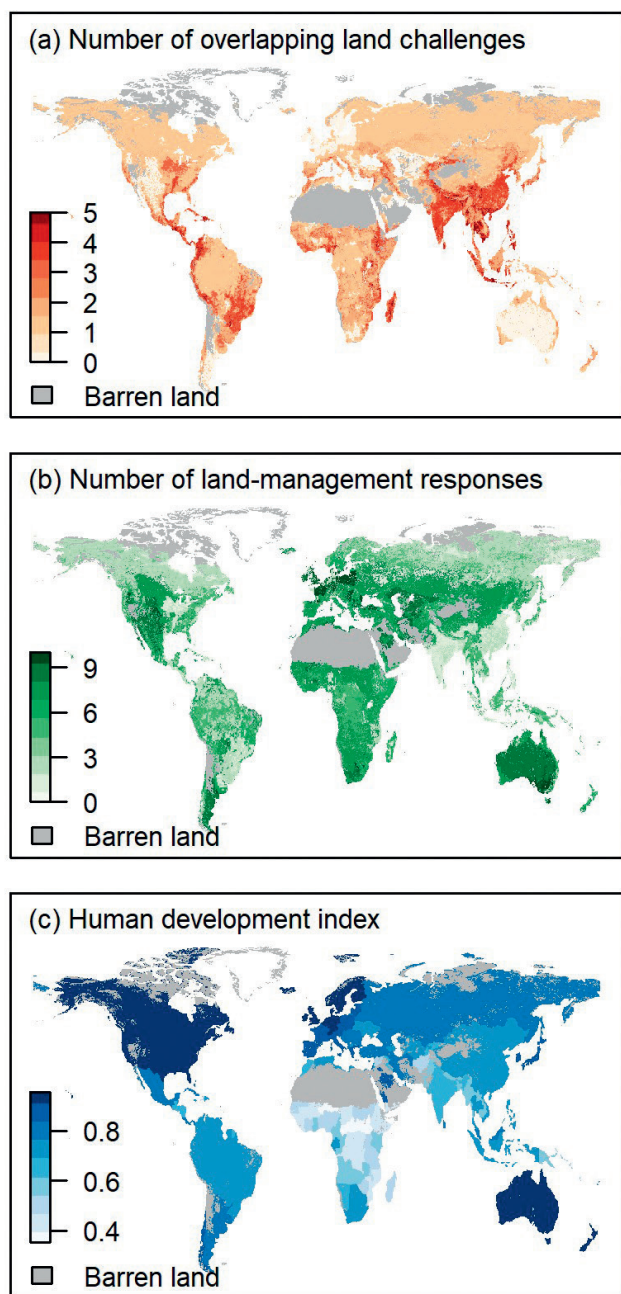 (a) Number of overlapping land challenges
5
4
3
2
1
0
Barren land
(b) Number of land-management responses
9
6
3
0
Barren land
(c) Human development index
0.8
0.6
0.4
Barren land